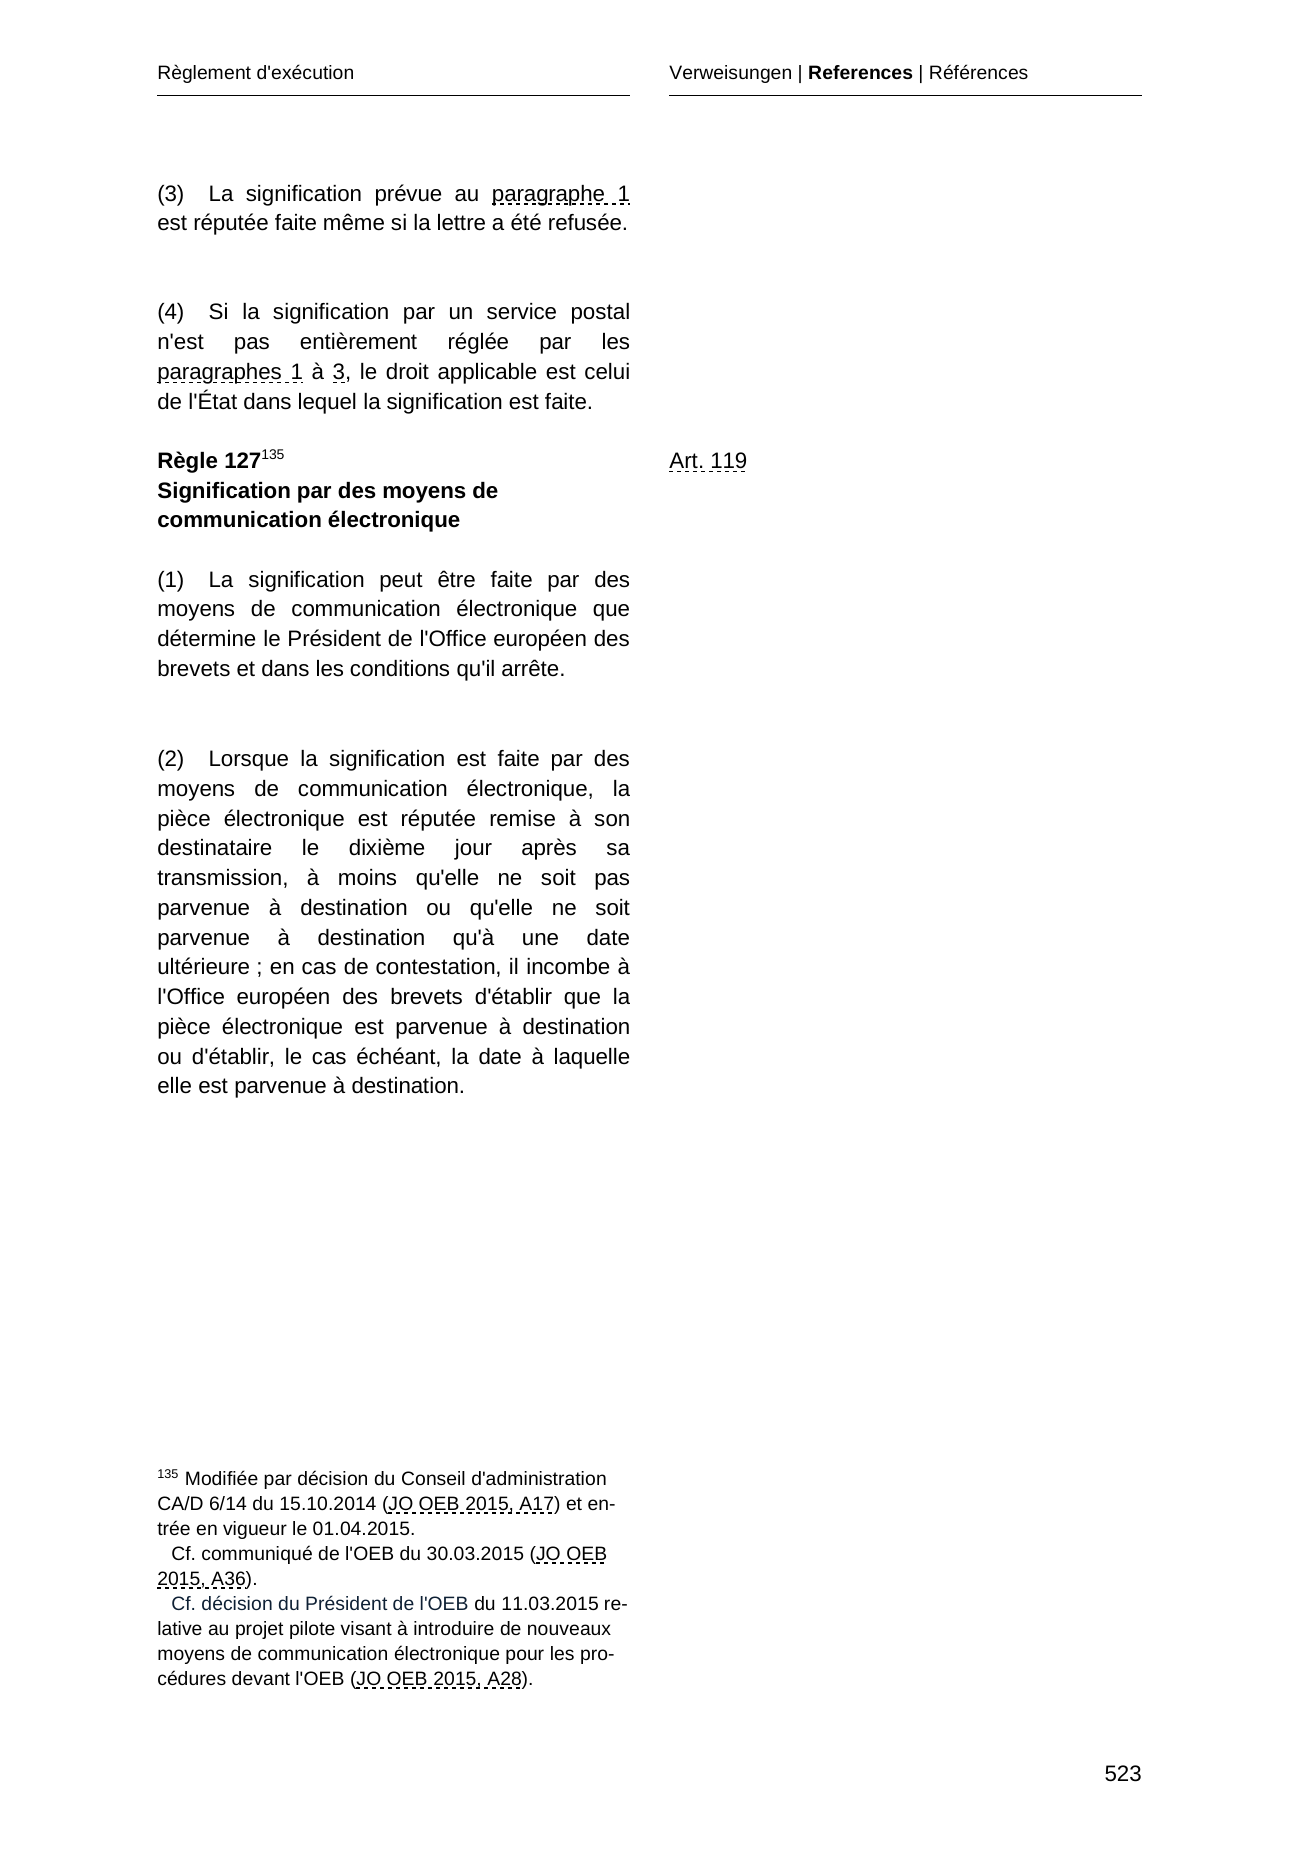 Règlement d'exécution
Verweisungen | References | Références
(3) La signification prévue au paragraphe 1
est réputée faite même si la lettre a été refusée.
(4) Si la signification par un service postal
n'est pas entièrement réglée par les
paragraphes 1 à 3, le droit applicable est celui
de l'État dans lequel la signification est faite.
Règle 127135
Art. 119
Signification par des moyens de
communication électronique
(1) La signification peut être faite par des
moyens de communication électronique que
détermine le Président de l'Office européen des
brevets et dans les conditions qu'il arrête.
(2) Lorsque la signification est faite par des
moyens de communication électronique, la
pièce électronique est réputée remise à son
destinataire le dixième jour après sa
transmission, à moins qu'elle ne soit pas
parvenue à destination ou qu'elle ne soit
parvenue à destination qu'à une date
ultérieure ; en cas de contestation, il incombe à
l'Office européen des brevets d'établir que la
pièce électronique est parvenue à destination
ou d'établir, le cas échéant, la date à laquelle
elle est parvenue à destination.
135 Modifiée par décision du Conseil d'administration
CA/D 6/14 du 15.10.2014 (JO OEB 2015, A17) et en-
trée en vigueur le 01.04.2015.
Cf. communiqué de l'OEB du 30.03.2015 (JO OEB
2015, A36).
Cf. décision du Président de l'OEB du 11.03.2015 re-
lative au projet pilote visant à introduire de nouveaux
moyens de communication électronique pour les pro-
cédures devant l'OEB (JO OEB 2015, A28).
523